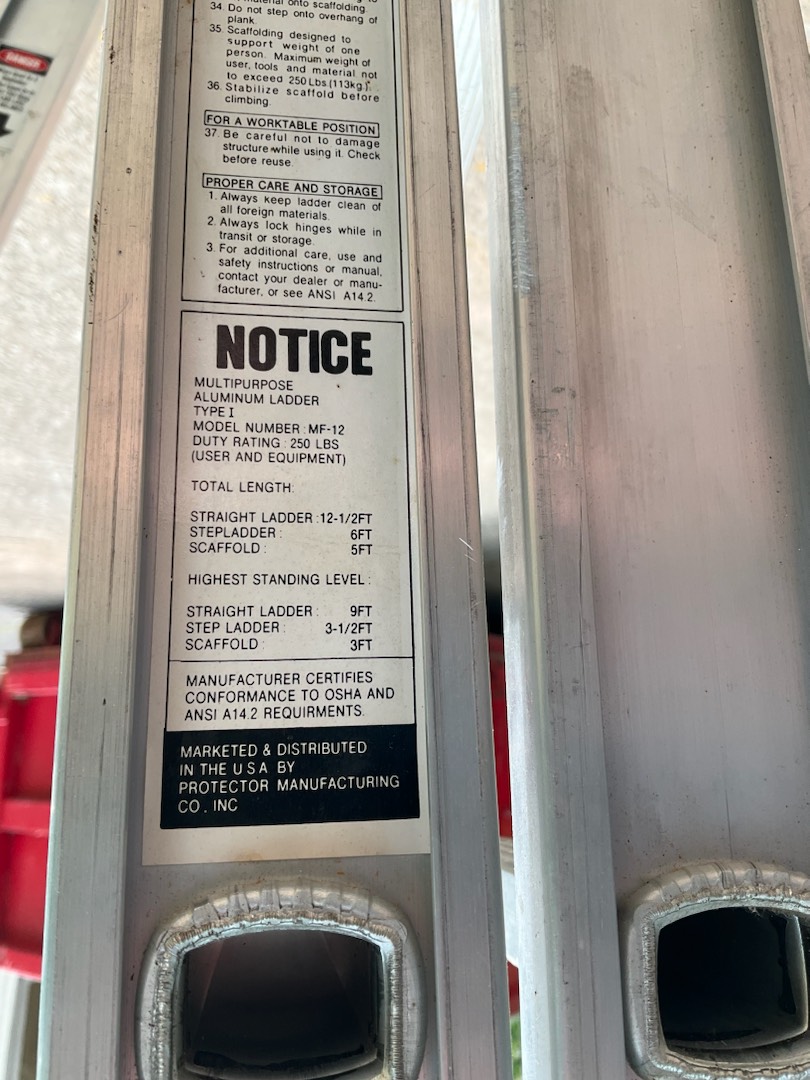 material onto scaffolding.
34. Do not step onto overhang of
plank.
35. Scaffolding designed to
support weight of one
person. Maximum weight of
user, tools and material not
to exceed 250 Lbs.(113kg.).
36. Stabilize scaffold before
climbing.
FOR A WORKTABLE POSITION
37. Be careful not to damage
structure while using it. Check
before reuse.
PROPER CARE AND STORAGE
1. Always keep ladder clean of
all foreign materials.
2. Always lock hinges while in
transit or storage.
3. For additional care, use and
safety instructions or manual,
contact your dealer or manu-
facturer, or see ANSI A14.2.
NOTICE
MULTIPURPOSE
ALUMINUM LADDER
TYPE I
MODEL NUMBER : MF-12
DUTY RATING : 250 LBS
(USER AND EQUIPMENT)
TOTAL LENGTH:
STRAIGHT LADDER : 12-1/2FT
STEPLADDER : 6FT
SCAFFOLD : 5FT
HIGHEST STANDING LEVEL :
STRAIGHT LADDER : 9FT
STEP LADDER : 3-1/2FT
SCAFFOLD : 3FT
MANUFACTURER CERTIFIES
CONFORMANCE TO OSHA AND
ANSI A14.2 REQUIRMENTS.
MARKETED & DISTRIBUTED
IN THE U S A BY
PROTECTOR MANUFACTURING
CO . INC
DANGER